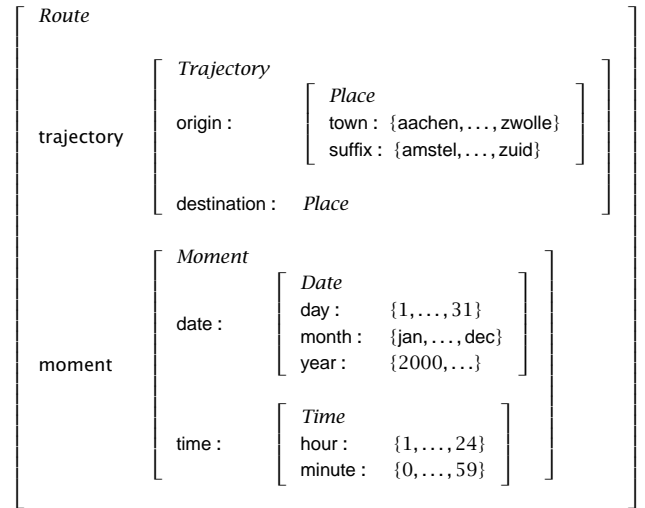 Route
Trajectory
Place
town : {aachen, . . . , zwolle}
origin :
suffix : {amstel, . . . , zuid}
trajectory
destination : Place
Moment
Date
day : {1, . . . , 31}
date :
month : {jan, . . . , dec}
year : {2000, . . .}
moment
Time
hour : {1, . . . , 24}
time :
minute : {0, . . . , 59}